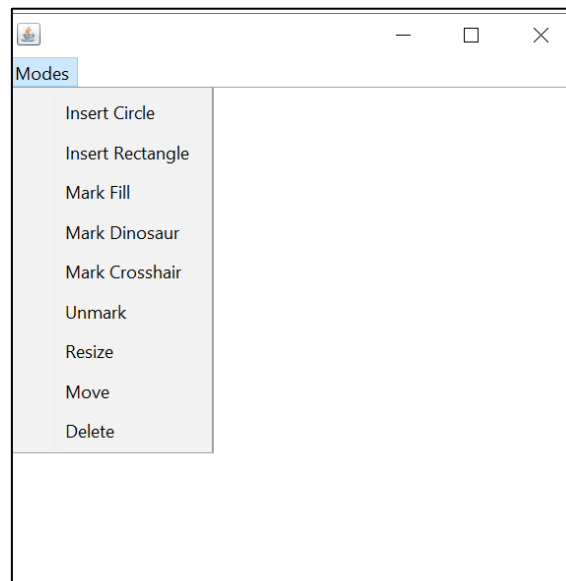 Modes
Insert Circle
Insert Rectangle
Mark Fill
Mark Dinosaur
Mark Crosshair
Unmark
Resize
Move
Delete